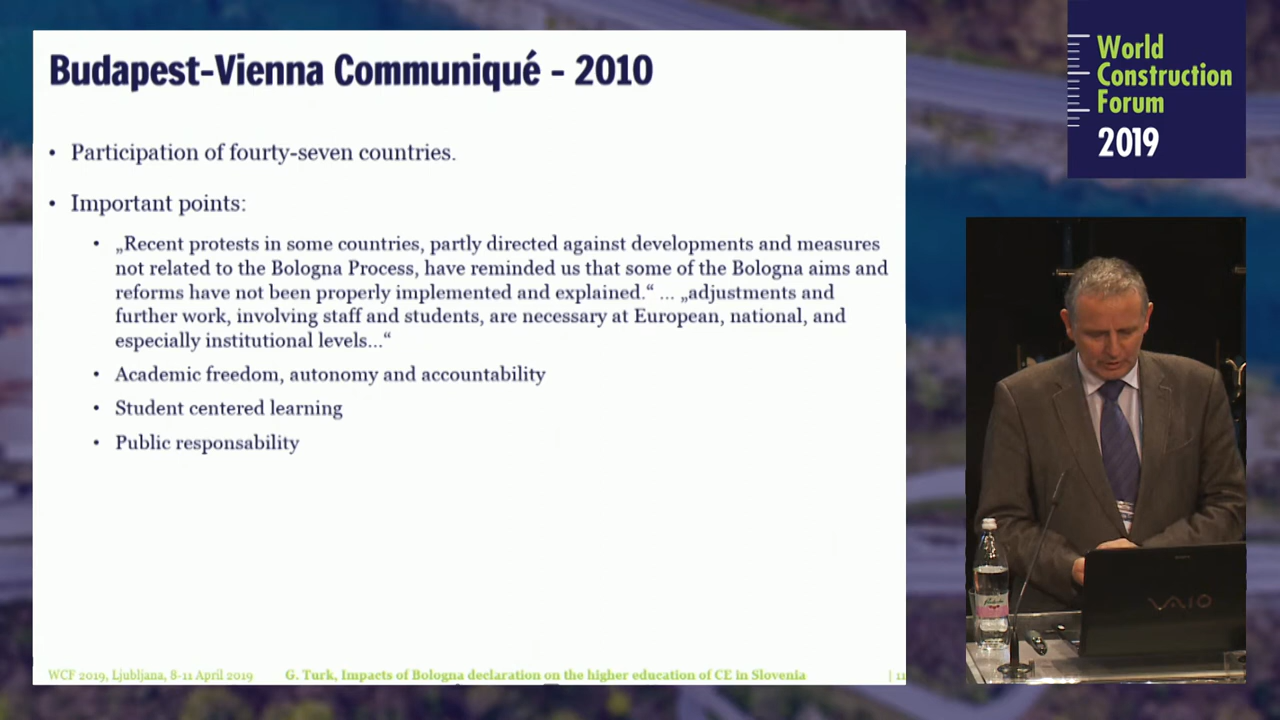 Budapest-Vienna Communiqué - 2010
• Participation of fourty-seven countries.
• Important points:
• „Recent protests in some countries, partly directed against developments and measures
not related to the Bologna Process, have reminded us that some of the Bologna aims and
reforms have not been properly implemented and explained.“ ... „adjustments and
further work, involving staff and students, are necessary at European, national, and
especially institutional levels...“
• Academic freedom, autonomy and accountability
• Student centered learning
• Public responsability
WCF 2019, Ljubljana, 8-11 April 2019 G. Turk, Impacts of Bologna declaration on the higher education of CE in Slovenia | 11
World
Construction
Forum
2019
VAIO